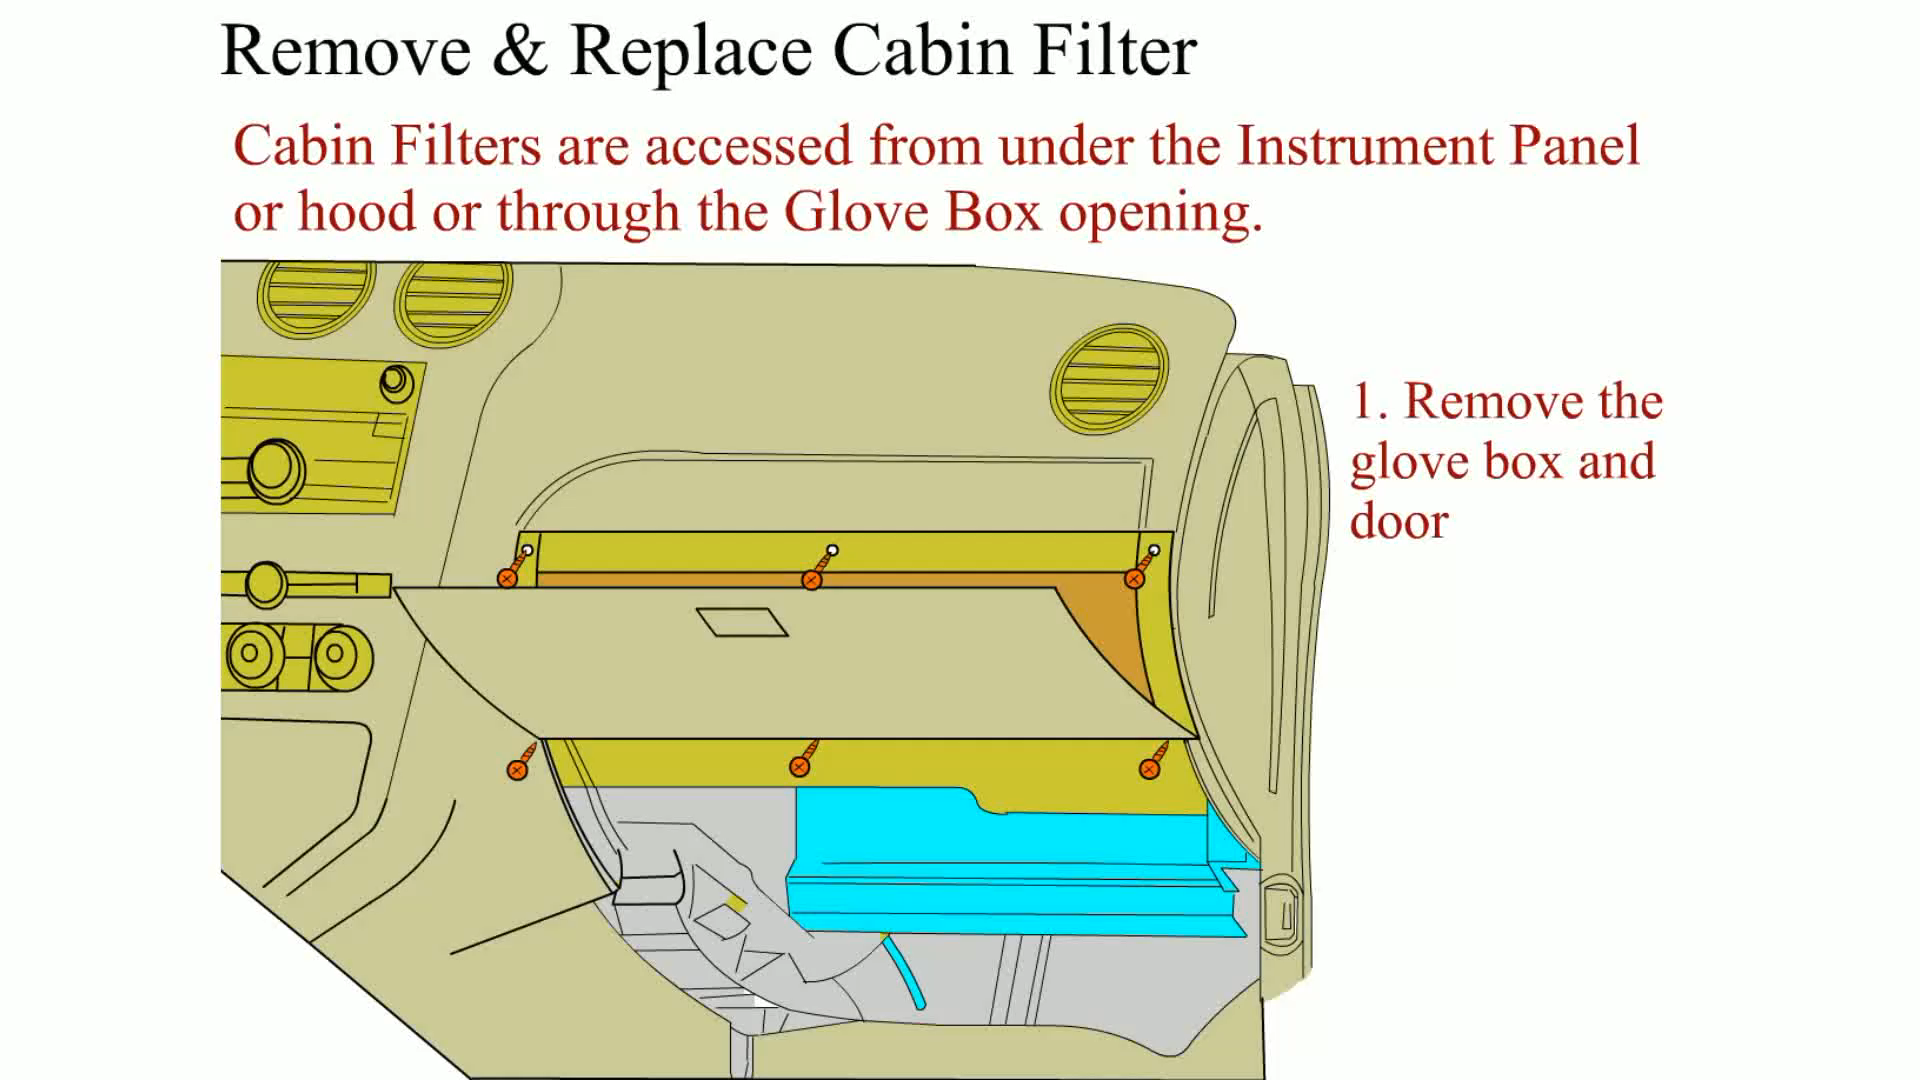 Remove & Replace Cabin Filter
Cabin Filters are accessed from under the Instrument Panel
or hood or through the Glove Box opening.
1. Remove the
glove box and
door